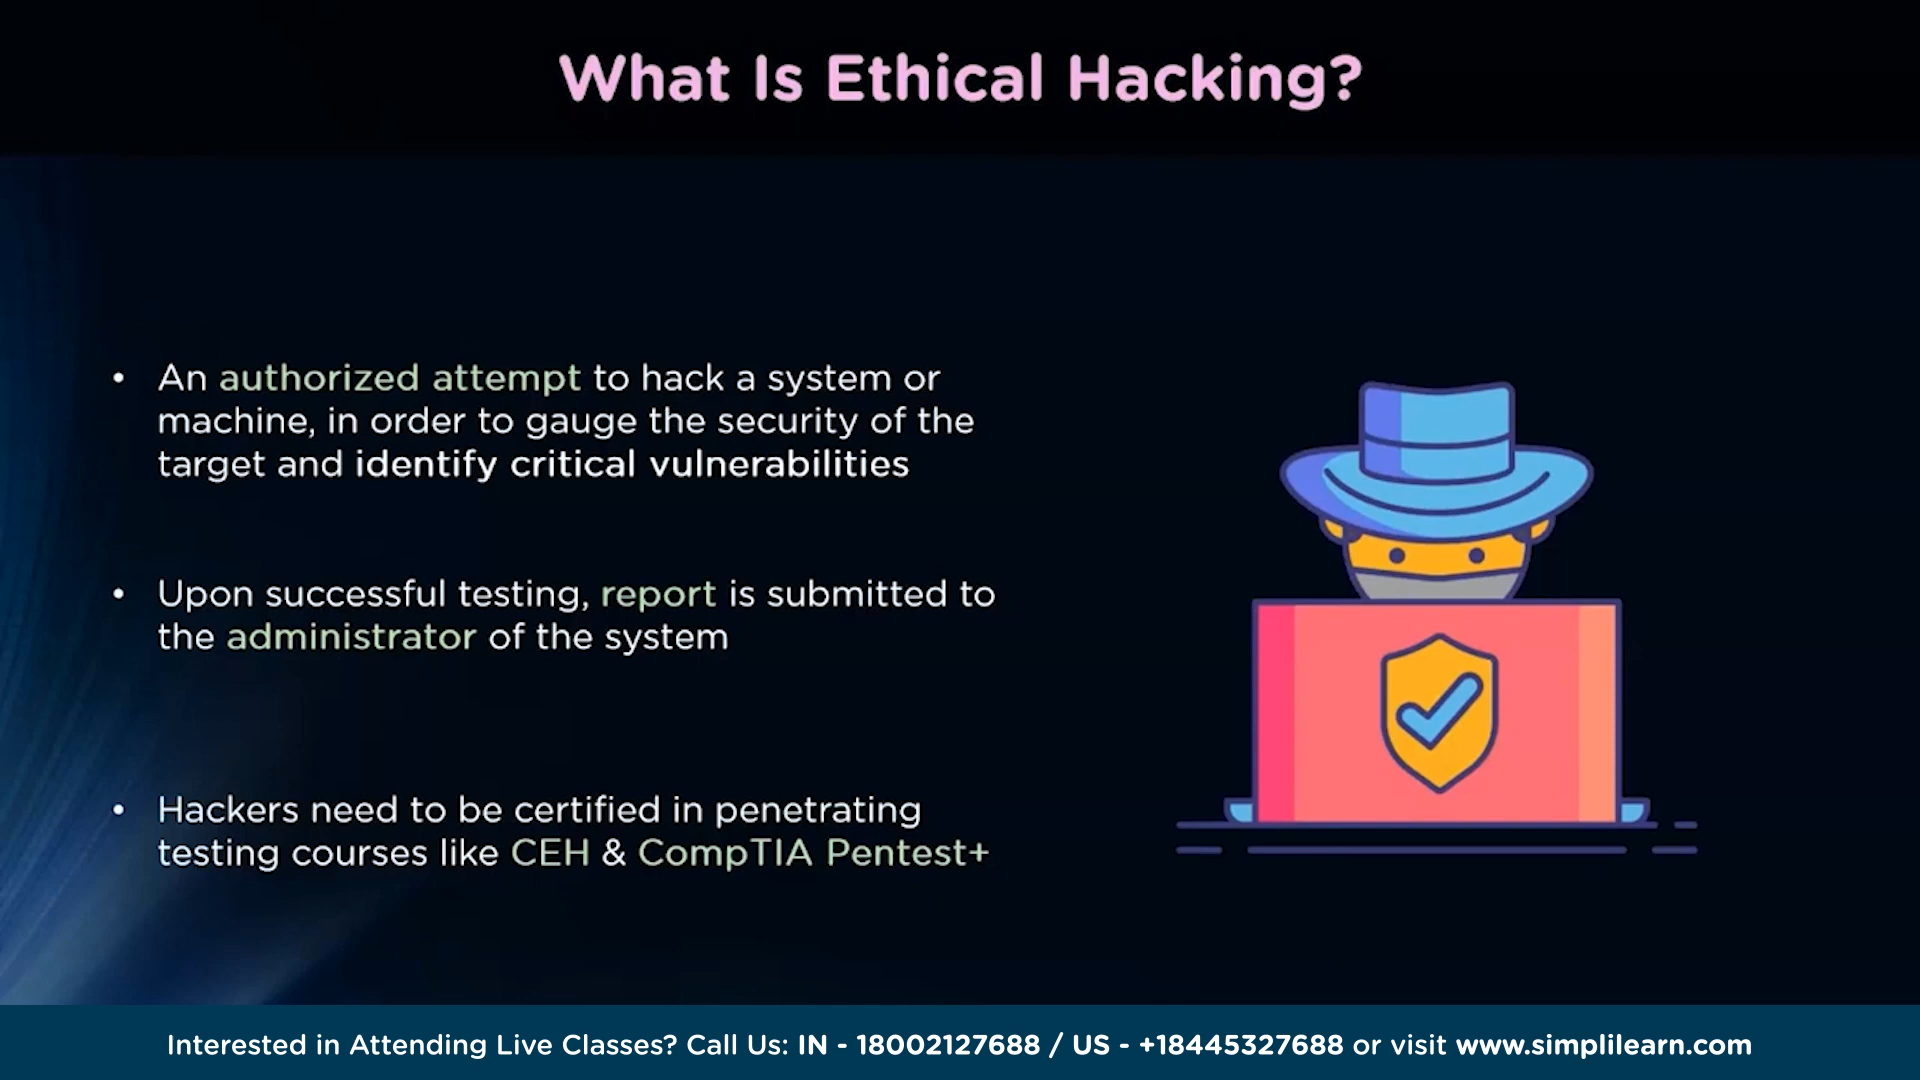 What Is Ethical Hacking?
• An authorized attempt to hack a system or
machine, in order to gauge the security of the
target and identify critical vulnerabilities
• Upon successful testing, report is submitted to
the administrator of the system
• Hackers need to be certified in penetrating
testing courses like CEH & CompTIA Pentest+
Interested in Attending Live Classes? Call Us: IN - 18002127688 / US - +18445327688 or visit www.simplilearn.com